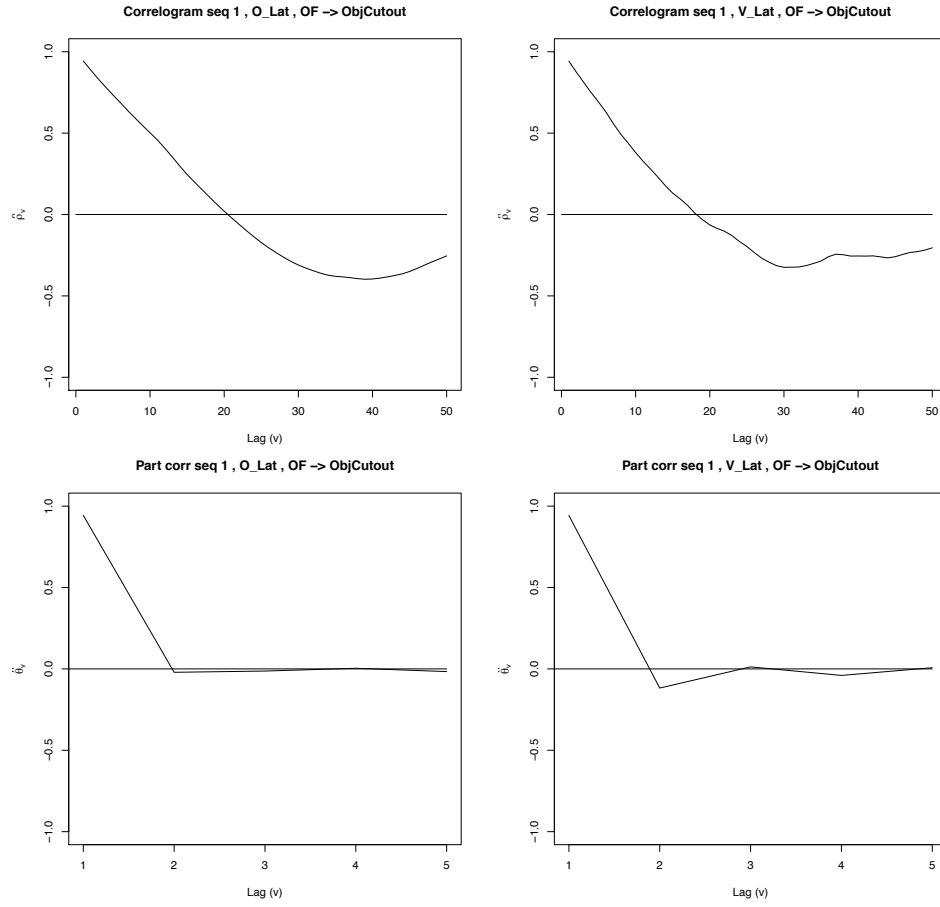 Correlogram seq 1 , O_Lat , OF −> ObjCutout
1.0
0.5
0.0
−0.5
−1.0
ρ̂ᵥ
0 10 20 30 40 50
Lag (v)
Correlogram seq 1 , V_Lat , OF −> ObjCutout
1.0
0.5
0.0
−0.5
−1.0
ρ̂ᵥ
0 10 20 30 40 50
Lag (v)
Part corr seq 1 , O_Lat , OF −> ObjCutout
1.0
0.5
0.0
−0.5
−1.0
θ̂ᵥ
1 2 3 4 5
Lag (v)
Part corr seq 1 , V_Lat , OF −> ObjCutout
1.0
0.5
0.0
−0.5
−1.0
θ̂ᵥ
1 2 3 4 5
Lag (v)